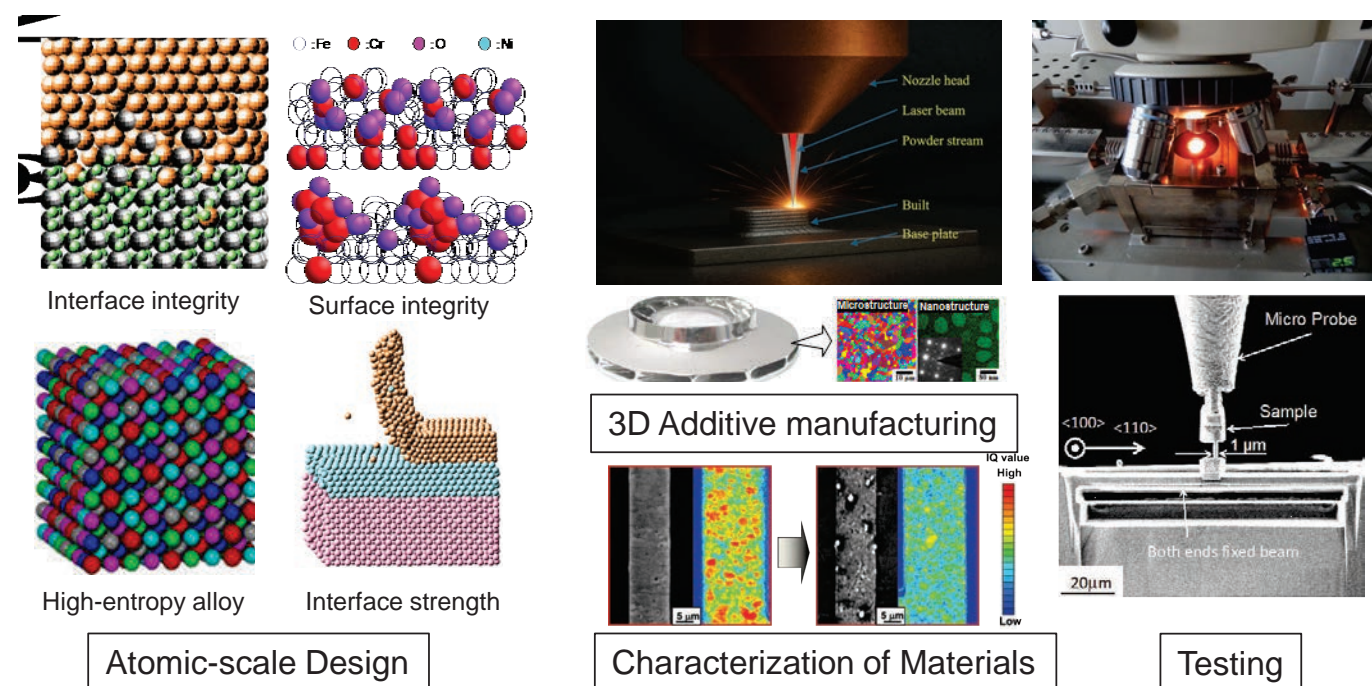 :Fe :Cr :O :Ni
Interface integrity
Surface integrity
High-entropy alloy
Interface strength
Atomic-scale Design
Nozzle head
Laser beam
Powder stream
Built
Base plate
Microstructure
Nanostructure
3D Additive manufacturing
IQ value
High
5 μm
5 μm
Low
Characterization of Materials
Micro Probe
Sample
<100> <110>
1 μm
Both ends fixed beam
20μm
Testing